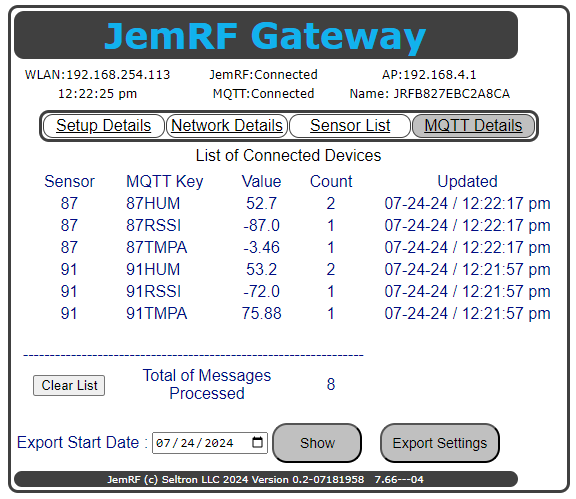 JemRF Gateway
WLAN:192.168.254.113 JemRF:Connected AP:192.168.4.1
12:22:25 pm MQTT:Connected Name: JRFB827EBC2A8CA
Setup Details Network Details Sensor List MQTT Details
List of Connected Devices
Sensor MQTT Key Value Count Updated
87 87HUM 52.7 2 07-24-24 / 12:22:17 pm
87 87RSSI -87.0 1 07-24-24 / 12:22:17 pm
87 87TMPA -3.46 1 07-24-24 / 12:22:17 pm
91 91HUM 53.2 2 07-24-24 / 12:21:57 pm
91 91RSSI -72.0 1 07-24-24 / 12:21:57 pm
91 91TMPA 75.88 1 07-24-24 / 12:21:57 pm
---------------------------------------------------------
Clear List Total of Messages Processed 8
Export Start Date : 07/24/2024 Show Export Settings
JemRF (c) Seltron LLC 2024 Version 0.2-07181958 7.66---04